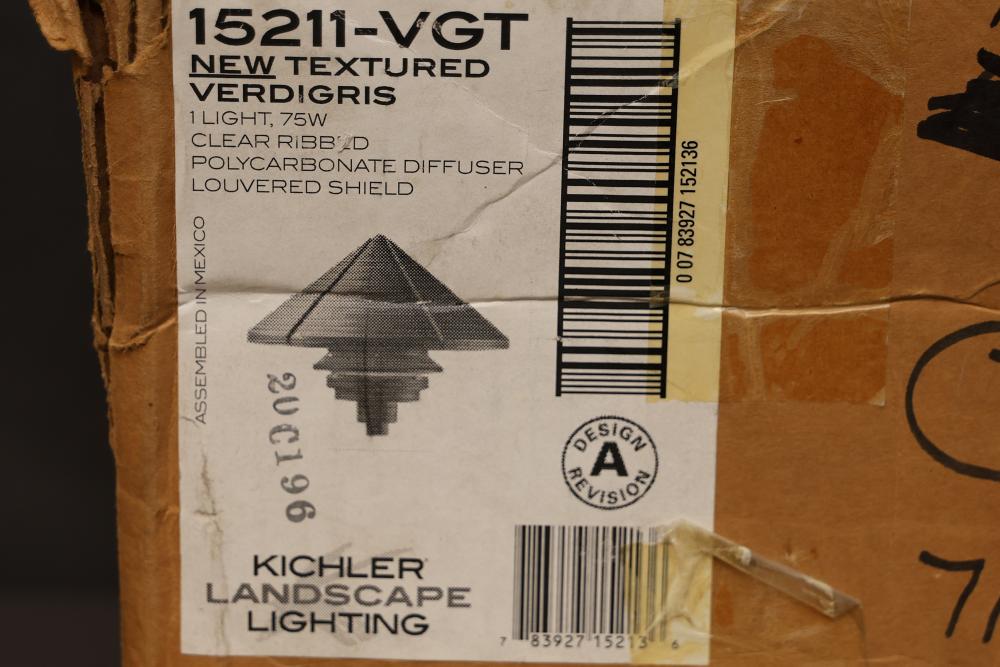 15211-VGT
NEW TEXTURED
VERDIGRIS
1 LIGHT, 75W
CLEAR RIBBED
POLYCARBONATE DIFFUSER
LOUVERED SHIELD
ASSEMBLED IN MEXICO
0 07 83927 152136
DESIGN
A
REVISION
KICHLER
LANDSCAPE
LIGHTING
7 83927 15213 6